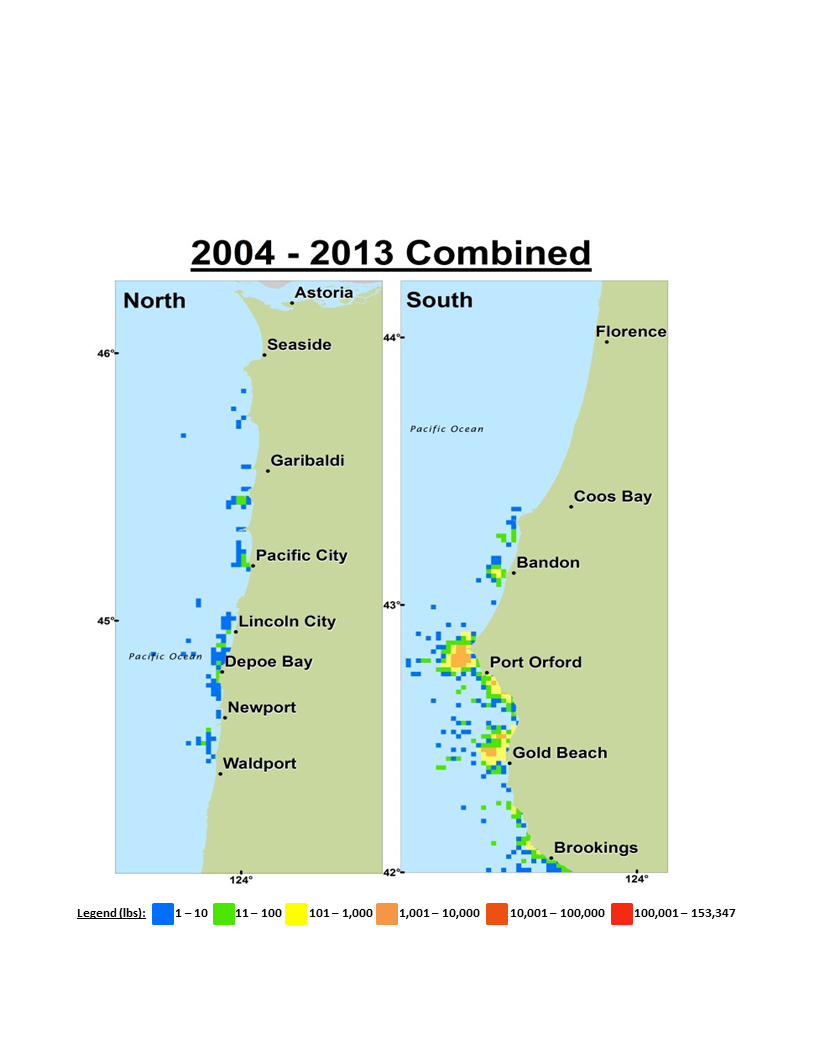 2004 - 2013 Combined
North
Astoria
Seaside
46°
Garibaldi
Pacific City
45°
Lincoln City
Pacific Ocean
Depoe Bay
Newport
Waldport
124°
South
Florence
44°
Pacific Ocean
Coos Bay
Bandon
43°
Port Orford
Gold Beach
Brookings
42°
124°
Legend (lbs): 1 – 10 11 – 100 101 – 1,000 1,001 – 10,000 10,001 – 100,000 100,001 – 153,347